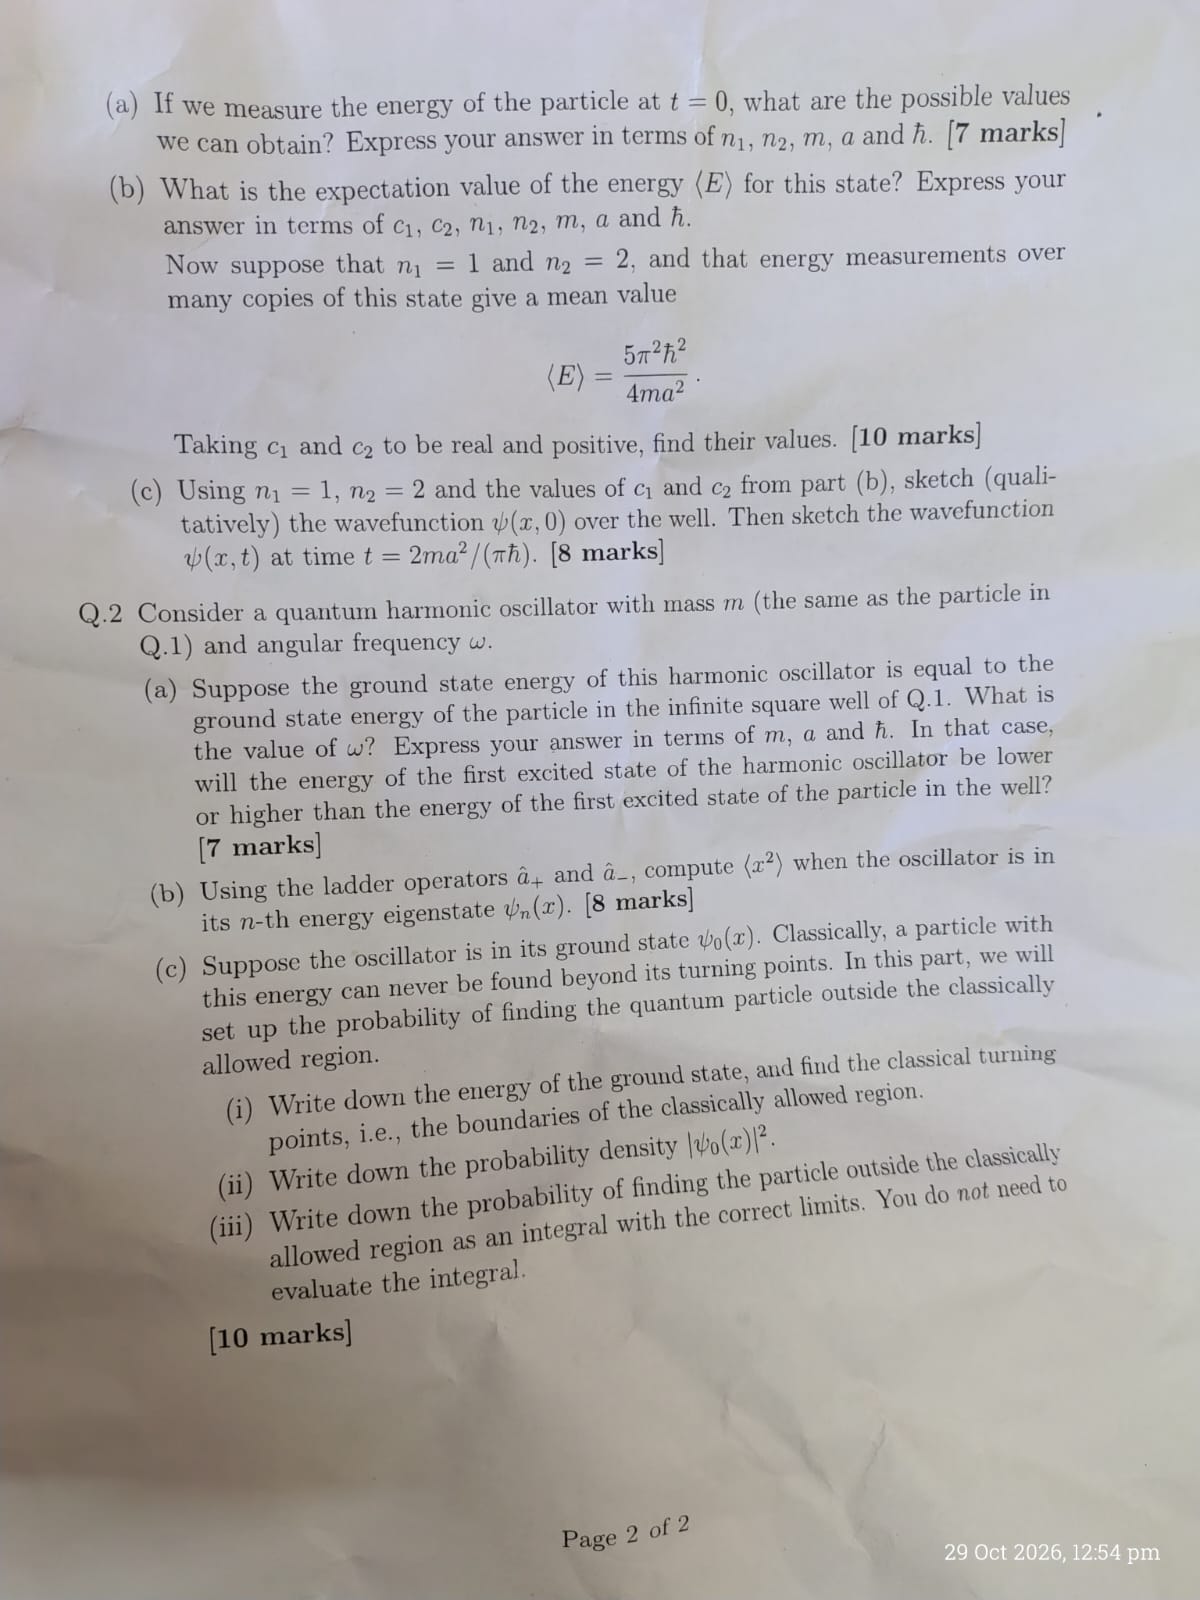 (a) If we measure the energy of the particle at t = 0, what are the possible values
we can obtain? Express your answer in terms of n₁, n₂, m, a and ħ. [7 marks]
(b) What is the expectation value of the energy ⟨E⟩ for this state? Express your
answer in terms of c₁, c₂, n₁, n₂, m, a and ħ.
Now suppose that n₁ = 1 and n₂ = 2, and that energy measurements over
many copies of this state give a mean value
⟨E⟩ = 5π²ħ² / 4ma² .
Taking c₁ and c₂ to be real and positive, find their values. [10 marks]
(c) Using n₁ = 1, n₂ = 2 and the values of c₁ and c₂ from part (b), sketch (quali-
tatively) the wavefunction ψ(x, 0) over the well. Then sketch the wavefunction
ψ(x, t) at time t = 2ma²/(πħ). [8 marks]
Q.2 Consider a quantum harmonic oscillator with mass m (the same as the particle in
Q.1) and angular frequency ω.
(a) Suppose the ground state energy of this harmonic oscillator is equal to the
ground state energy of the particle in the infinite square well of Q.1. What is
the value of ω? Express your answer in terms of m, a and ħ. In that case,
will the energy of the first excited state of the harmonic oscillator be lower
or higher than the energy of the first excited state of the particle in the well?
[7 marks]
(b) Using the ladder operators â₊ and â₋, compute ⟨x²⟩ when the oscillator is in
its n-th energy eigenstate ψₙ(x). [8 marks]
(c) Suppose the oscillator is in its ground state ψ₀(x). Classically, a particle with
this energy can never be found beyond its turning points. In this part, we will
set up the probability of finding the quantum particle outside the classically
allowed region.
(i) Write down the energy of the ground state, and find the classical turning
points, i.e., the boundaries of the classically allowed region.
(ii) Write down the probability density |ψ₀(x)|².
(iii) Write down the probability of finding the particle outside the classically
allowed region as an integral with the correct limits. You do not need to
evaluate the integral.
[10 marks]
Page 2 of 2
29 Oct 2026, 12:54 pm